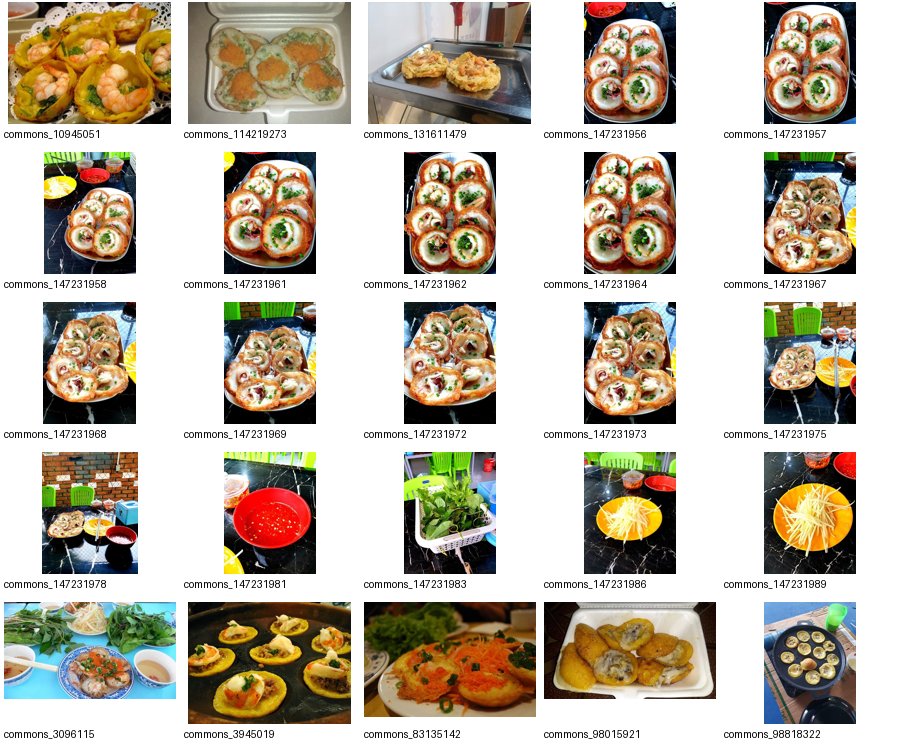 commons_10945051
commons_114219273
commons_131611479
commons_147231956
commons_147231957
commons_147231958
commons_147231961
commons_147231962
commons_147231964
commons_147231967
commons_147231968
commons_147231969
commons_147231972
commons_147231973
commons_147231975
commons_147231978
commons_147231981
commons_147231983
commons_147231986
commons_147231989
commons_3096115
commons_3945019
commons_83135142
commons_98015921
commons_98818322